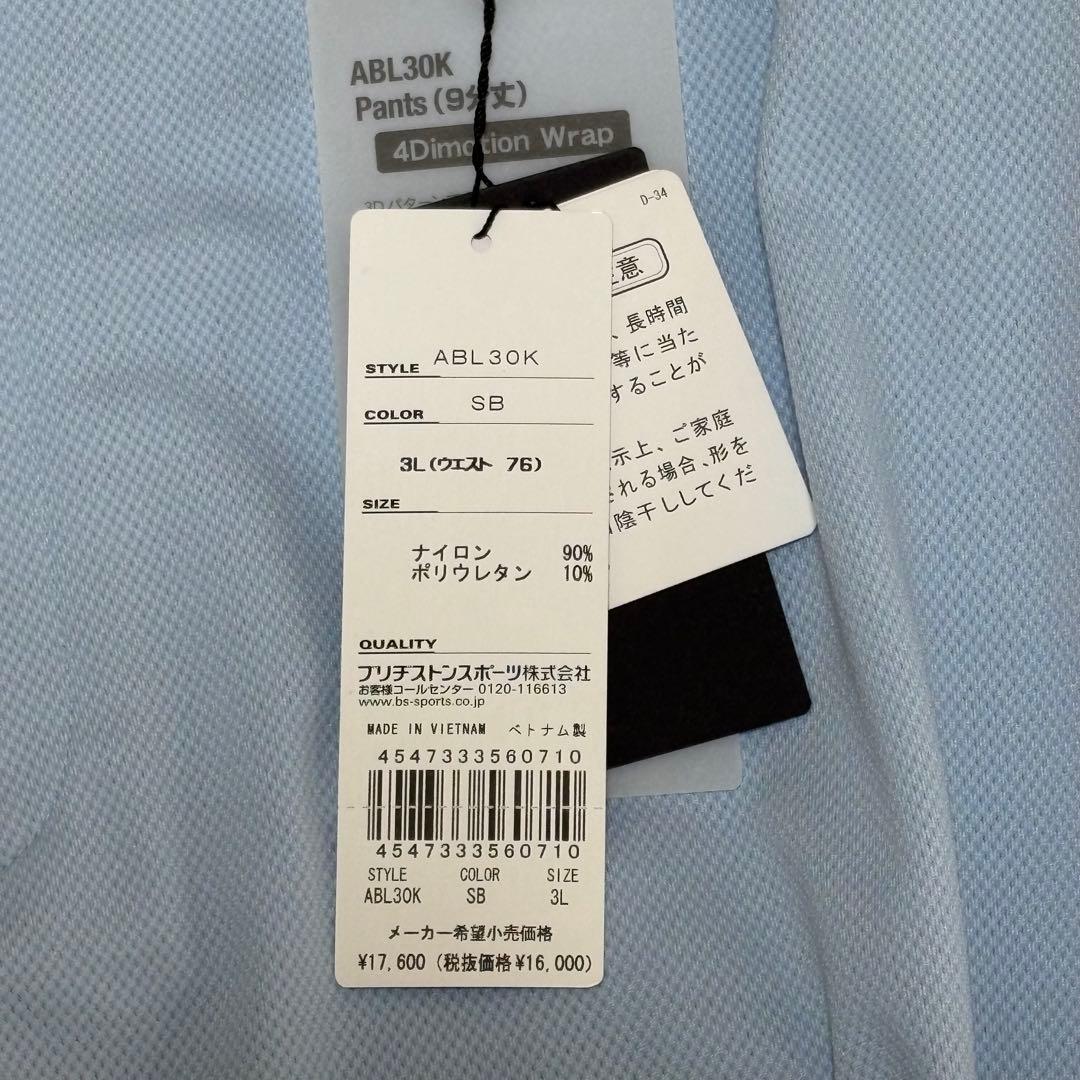 ABL30K
Pants (9分丈)
4Dimotion Wrap
3Dパターン
D-34
意
、長時間
等に当た
することが
示上、ご家庭
れる場合、形を
陰干ししてくだ
STYLE ABL30K
COLOR SB
3L(ウエスト 76)
SIZE
ナイロン 90%
ポリウレタン 10%
QUALITY
ブリヂストンスポーツ株式会社
お客様コールセンター 0120-116613
www.bs-sports.co.jp
MADE IN VIETNAM ベトナム製
4547333560710
4547333560710
STYLE COLOR SIZE
ABL30K SB 3L
メーカー希望小売価格
¥17,600 (税抜価格¥16,000)